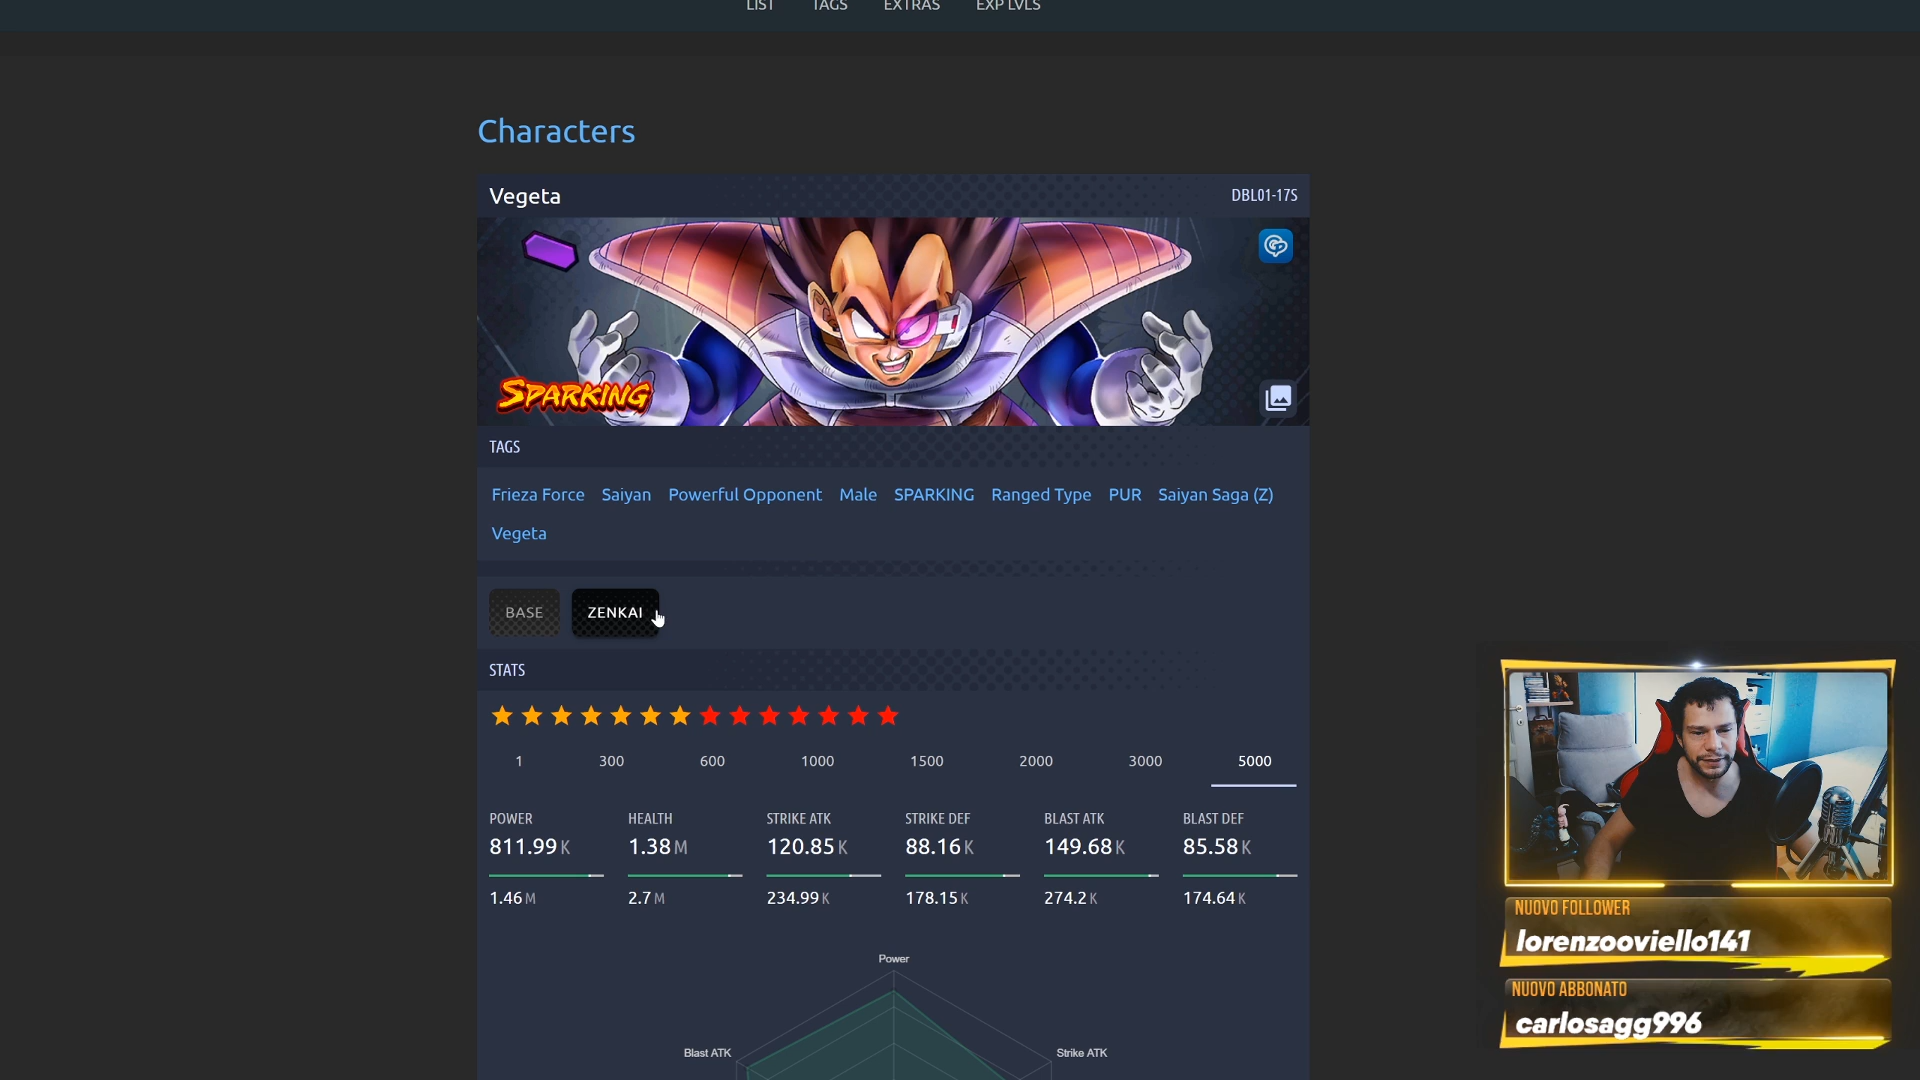 LIST TAGS EXTRAS EXP LVLS
Characters
Vegeta DBL01-17S
SPARKING
TAGS
Frieza Force Saiyan Powerful Opponent Male SPARKING Ranged Type PUR Saiyan Saga (Z)
Vegeta
BASE ZENKAI
STATS
1 300 600 1000 1500 2000 3000 5000
POWER HEALTH STRIKE ATK STRIKE DEF BLAST ATK BLAST DEF
811.99 K 1.38 M 120.85 K 88.16 K 149.68 K 85.58 K
1.46 M 2.7 M 234.99 K 178.15 K 274.2 K 174.64 K
Power
Blast ATK Strike ATK
NUOVO FOLLOWER
lorenzooviello141
NUOVO ABBONATO
carlosagg996